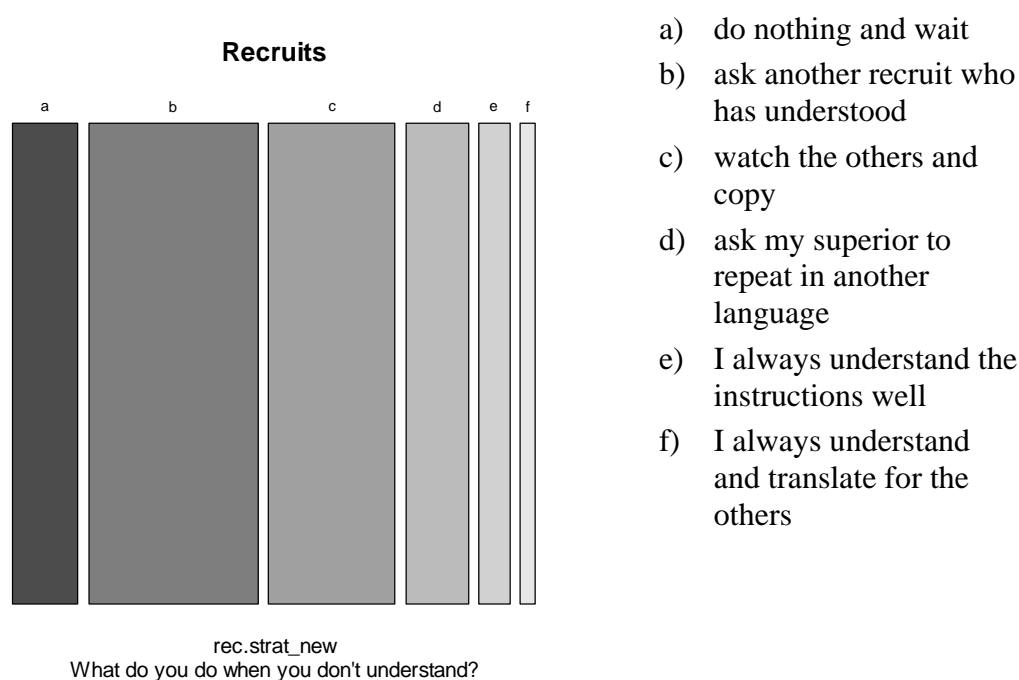 Recruits
a b c d e f
rec.strat_new
What do you do when you don't understand?
a) do nothing and wait
b) ask another recruit who
has understood
c) watch the others and
copy
d) ask my superior to
repeat in another
language
e) I always understand the
instructions well
f) I always understand
and translate for the
others